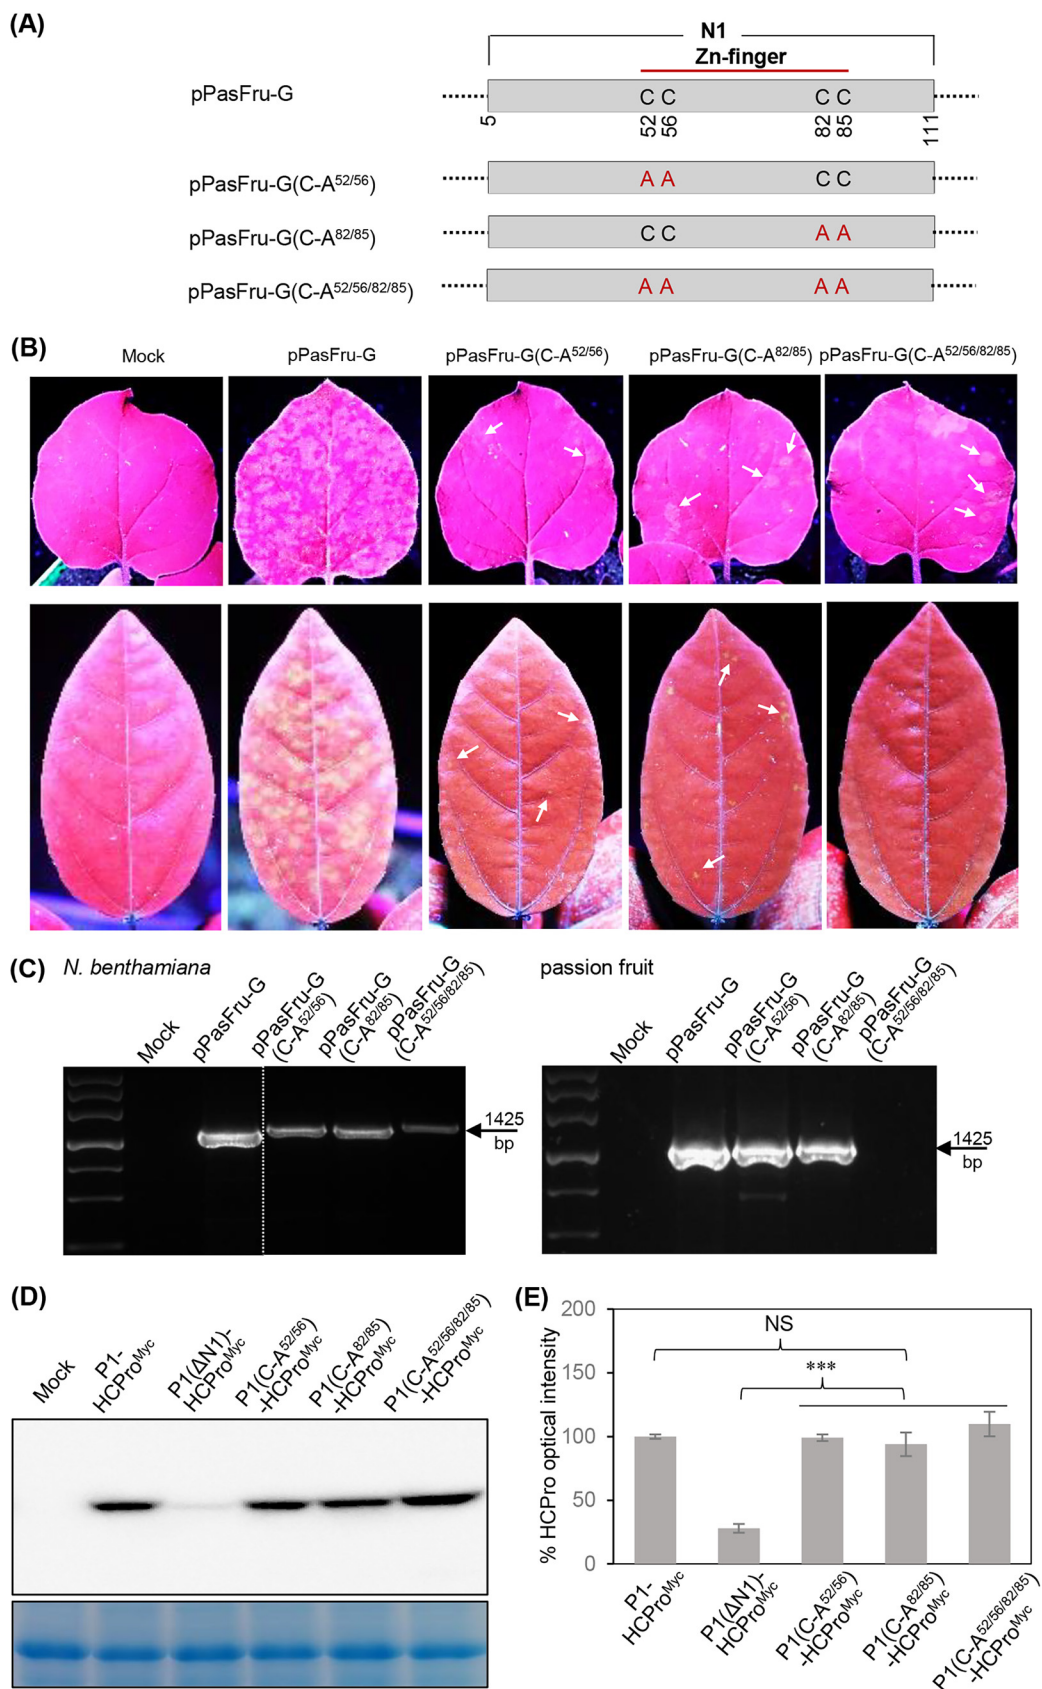 (A)
N1
Zn-finger
pPasFru-G
C C C C
5 52 56 82 85 111
pPasFru-G(C-A52/56)
A A C C
pPasFru-G(C-A82/85)
C C A A
pPasFru-G(C-A52/56/82/85)
A A A A
(B)
Mock pPasFru-G pPasFru-G(C-A52/56) pPasFru-G(C-A82/85) pPasFru-G(C-A52/56/82/85)
(C)
N. benthamiana
Mock
pPasFru-G
pPasFru-G
(C-A52/56)
pPasFru-G
(C-A82/85)
pPasFru-G
(C-A52/56/82/85)
1425
bp
passion fruit
Mock
pPasFru-G
pPasFru-G
(C-A52/56)
pPasFru-G
(C-A82/85)
pPasFru-G
(C-A52/56/82/85)
1425
bp
(D)
Mock
P1-
HCProMyc
P1(ΔN1)-
HCProMyc
P1(C-A52/56)
-HCProMyc
P1(C-A82/85)
-HCProMyc
P1(C-A52/56/82/85)
-HCProMyc
(E)
% HCPro optical intensity
200
150
100
50
0
NS
***
P1-
HCProMyc
P1(ΔN1)-
HCProMyc
P1(C-A52/56)
-HCProMyc
P1(C-A82/85)
-HCProMyc
P1(C-A52/56/82/85)
-HCProMyc